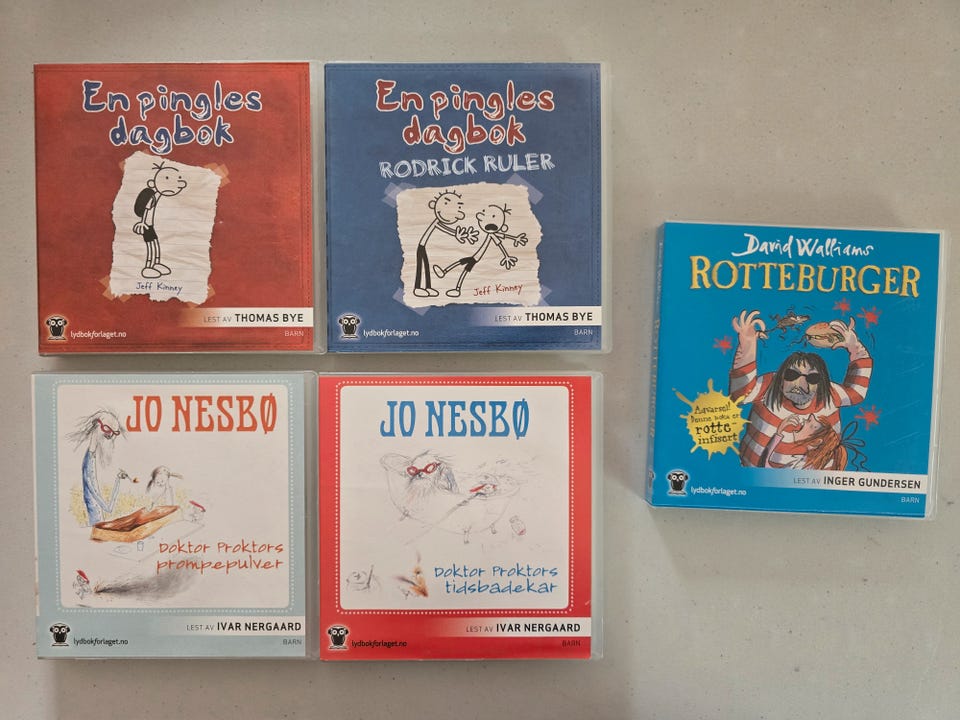 En pingles
dagbok
Jeff Kinney
LEST AV THOMAS BYE
lydbokforlaget.no
BARN
En pingles
dagbok
RODRICK RULER
Jeff Kinney
LEST AV THOMAS BYE
lydbokforlaget.no
BARN
David Walliams
ROTTEBURGER
Advarsel!
Denne boka er
rotte-
infisert
LEST AV INGER GUNDERSEN
lydbokforlaget.no
BARN
JO NESBØ
Doktor Proktors
prompepulver
LEST AV IVAR NERGAARD
lydbokforlaget.no
BARN
JO NESBØ
Doktor Proktors
tidsbadekar
LEST AV IVAR NERGAARD
lydbokforlaget.no
BARN